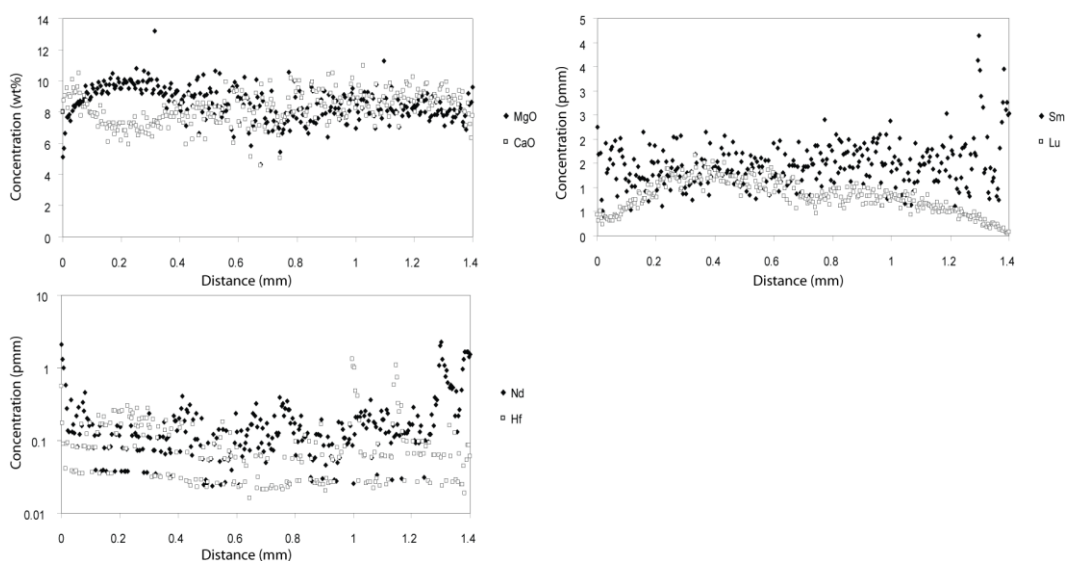 14
12
10
8
6
4
2
0
Concentration (wt%)
0 0.2 0.4 0.6 0.8 1 1.2 1.4
Distance (mm)
MgO
CaO
5
4
4
3
3
2
2
1
1
0
Concentration (pmm)
0 0.2 0.4 0.6 0.8 1 1.2 1.4
Distance (mm)
Sm
Lu
10
1
0.1
0.01
Concentration (pmm)
0 0.2 0.4 0.6 0.8 1 1.2 1.4
Distance (mm)
Nd
Hf